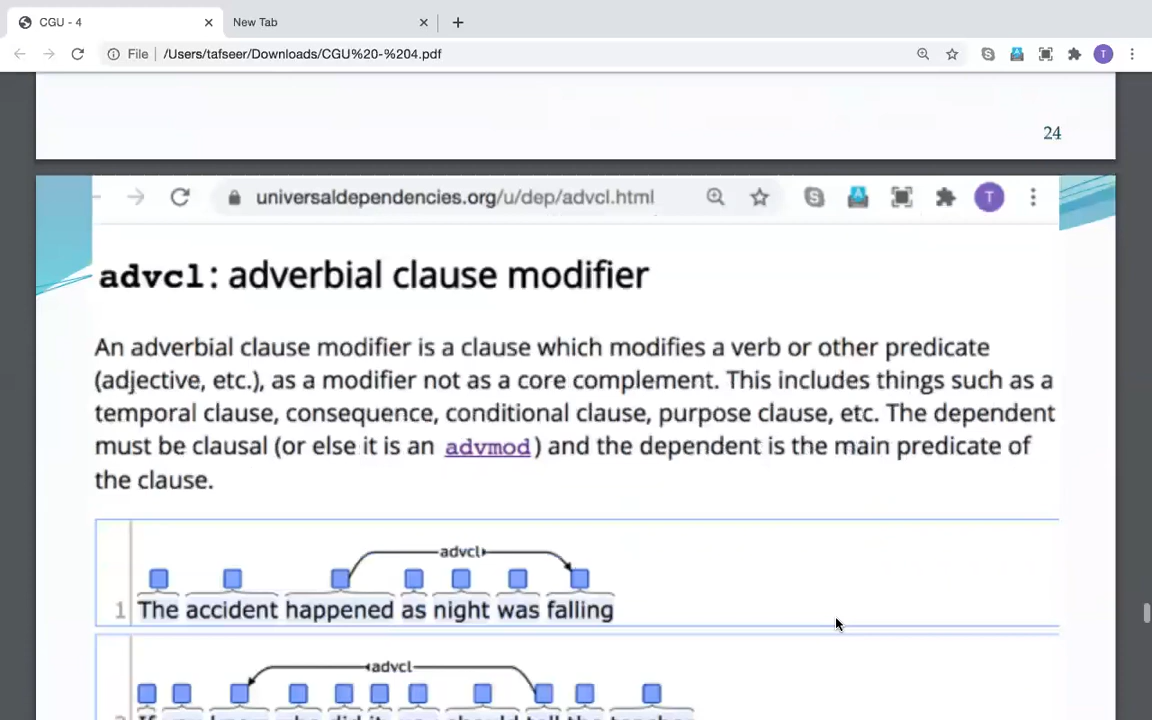 CGU - 4
New Tab
File
/Users/tafseer/Downloads/CGU%20-%204.pdf
T
24
universaldependencies.org/u/dep/advcl.html
T
advcl: adverbial clause modifier
An adverbial clause modifier is a clause which modifies a verb or other predicate
(adjective, etc.), as a modifier not as a core complement. This includes things such as a
temporal clause, consequence, conditional clause, purpose clause, etc. The dependent
must be clausal (or else it is an advmod) and the dependent is the main predicate of
the clause.
advcl
1 The accident happened as night was falling
advcl